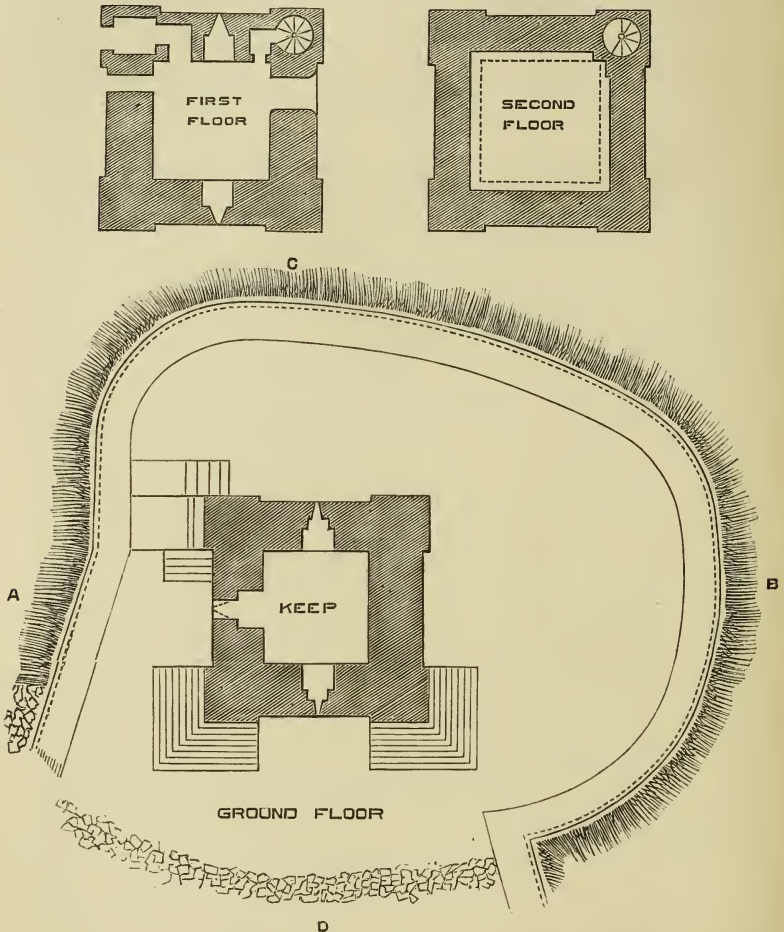 FIRST
FLOOR
SECOND
FLOOR
C
A
B
KEEP
GROUND FLOOR
D